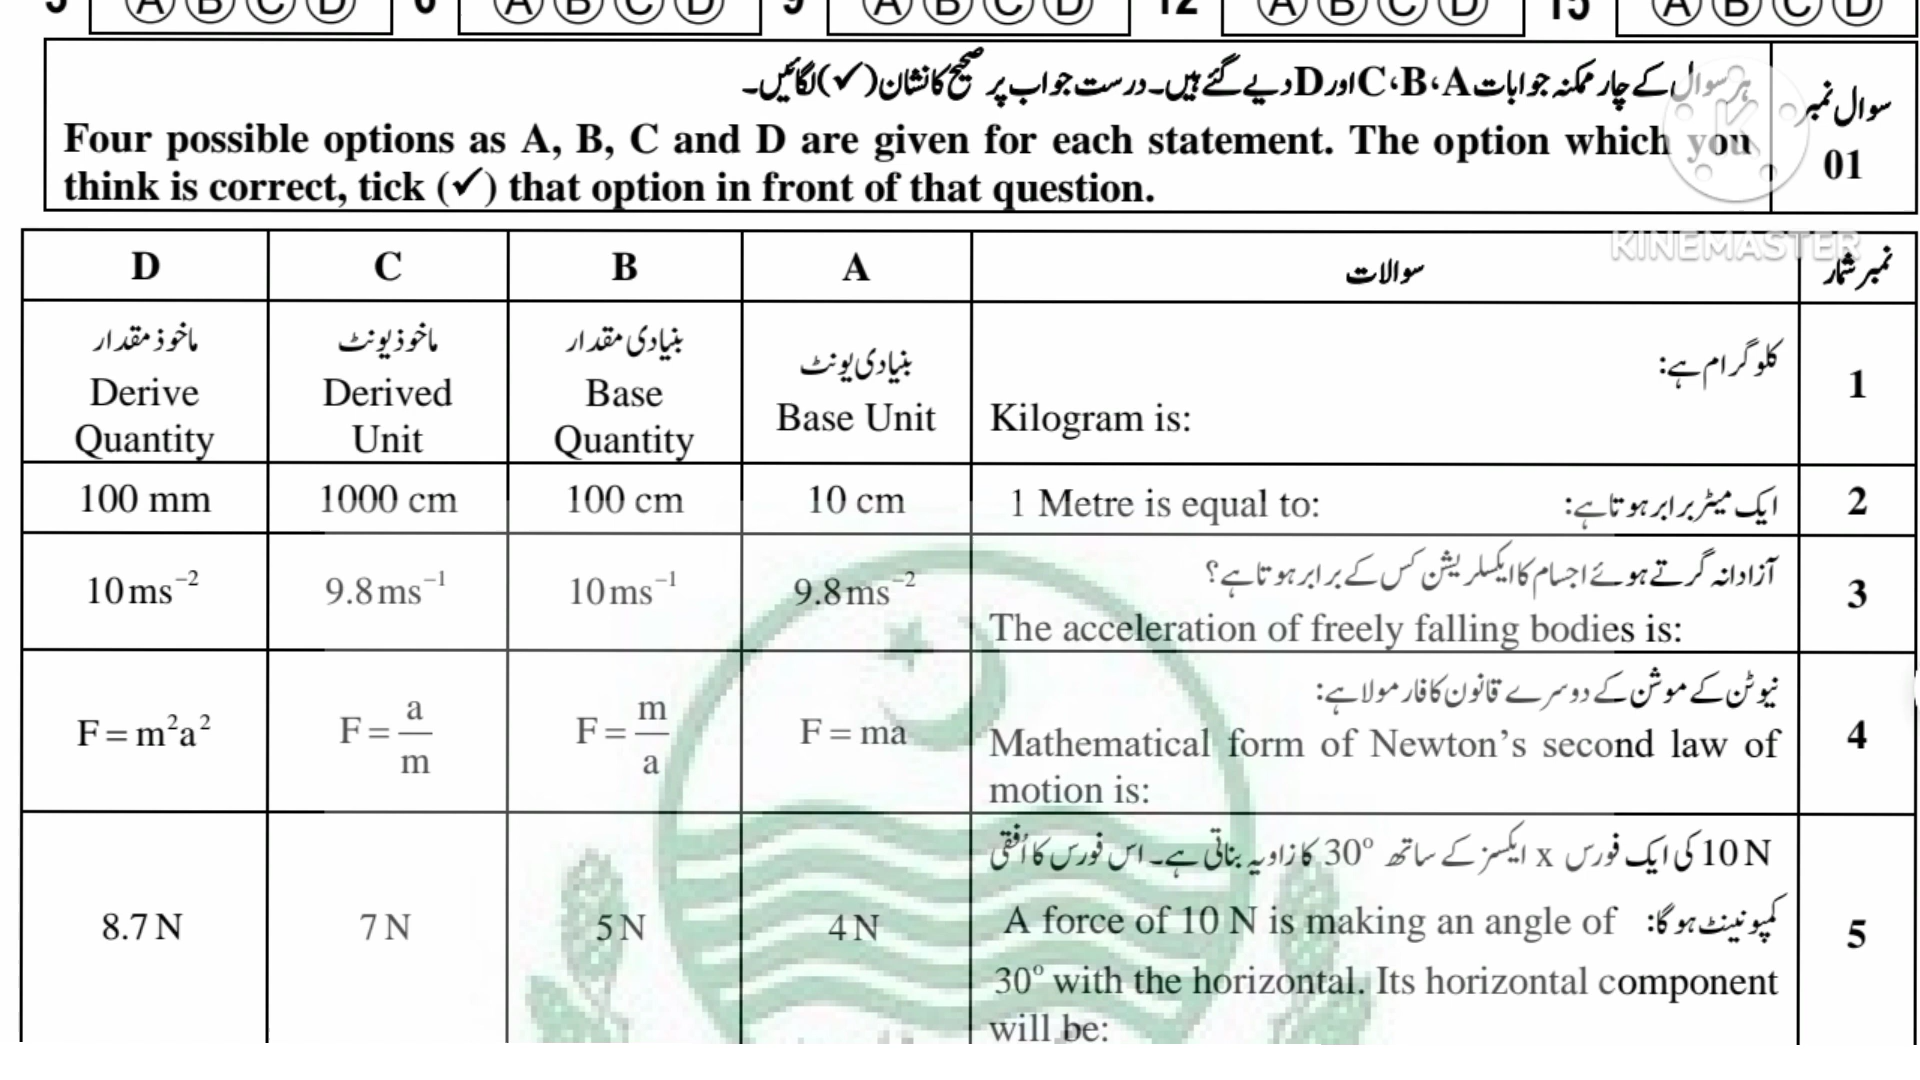 5 A B C D 6 A B C D 9 A B C D 12 A B C D 15 A B C D
سوال نمبر 01
ہر سوال کے چار ممکنہ جوابات A، B، C اور D دیے گئے ہیں۔ درست جواب پر صحیح کا نشان (✓) لگائیں۔
Four possible options as A, B, C and D are given for each statement. The option which you
think is correct, tick (✓) that option in front of that question.
KINEMASTER
D C B A سوالات نمبر شمار
ماخوذ مقدار ماخوذ یونٹ بنیادی مقدار بنیادی یونٹ کلوگرام ہے:
Derive Quantity Derived Unit Base Quantity Base Unit Kilogram is: 1
100 mm 1000 cm 100 cm 10 cm 1 Metre is equal to: ایک میٹر برابر ہوتا ہے: 2
آزادانہ گرتے ہوئے اجسام کا ایکسلریشن کس کے برابر ہوتا ہے؟
10 ms⁻² 9.8 ms⁻¹ 10 ms⁻¹ 9.8 ms⁻² 3
The acceleration of freely falling bodies is:
نیوٹن کے موشن کے دوسرے قانون کا فارمولا ہے:
F = m²a² F = a/m F = m/a F = ma 4
Mathematical form of Newton’s second law of
motion is:
10 N کی ایک فورس x ایکسز کے ساتھ 30° کا زاویہ بناتی ہے۔ اس فورس کا اُفقی
کمپونینٹ ہو گا:
8.7 N 7 N 5 N 4 N 5
A force of 10 N is making an angle of
30° with the horizontal. Its horizontal component
will be: